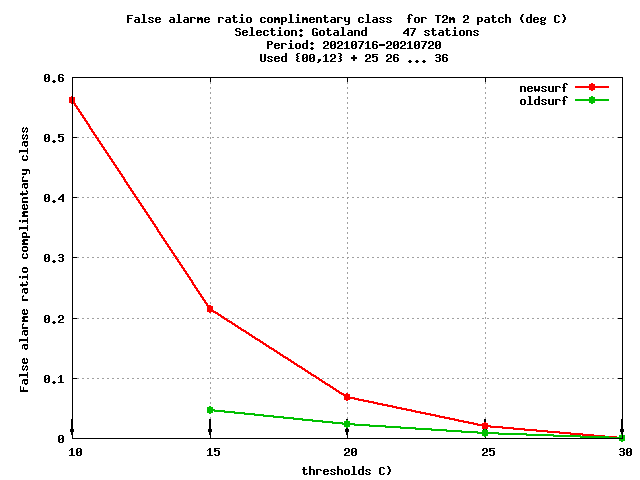 False alarme ratio complimentary class  for T2m 2 patch (deg C)
Selection: Gotaland     47 stations
Period: 20210716-20210720
Used {00,12} + 25 26 ... 36
newsurf
oldsurf
False alarme ratio complimentary class
0.6
0.5
0.4
0.3
0.2
0.1
0
10 15 20 25 30
thresholds C)